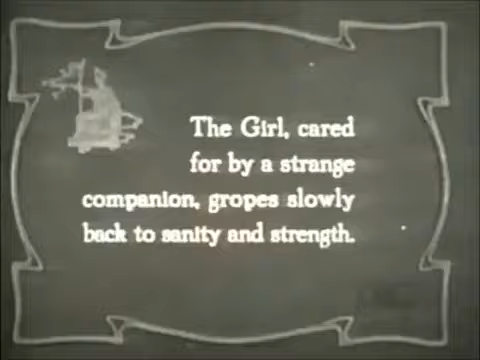 The Girl, cared
for by a strange
companion, gropes slowly
back to sanity and strength.